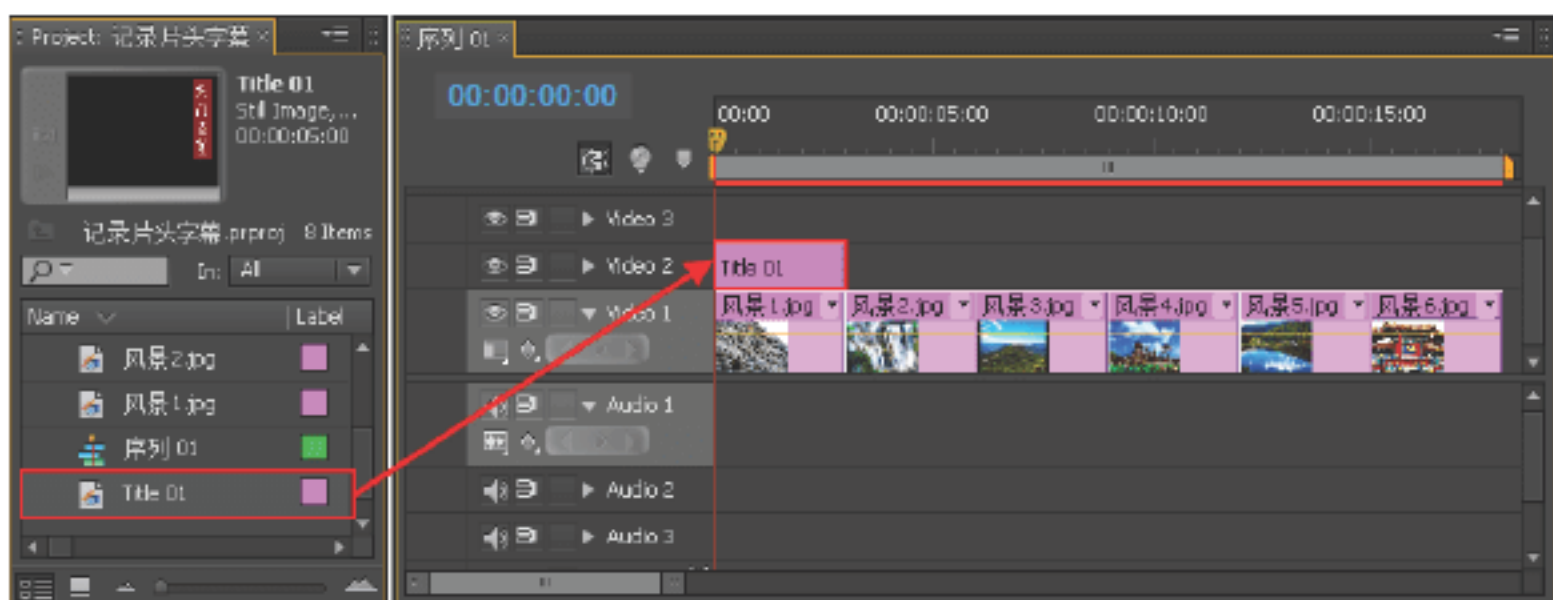 Project: 记录片头字幕
Title 01
Still Image, ...
00:00:05:00
记录片头字幕.prproj 8 Items
In: All
Name Label
风景2.jpg
风景1.jpg
序列 01
Title 01
序列 01
00:00:00:00
00:00 00:00:05:00 00:00:10:00 00:00:15:00
Video 3
Video 2
Title 01
Video 1
风景1.jpg 风景2.jpg 风景3.jpg 风景4.jpg 风景5.jpg 风景6.jpg
Audio 1
Audio 2
Audio 3